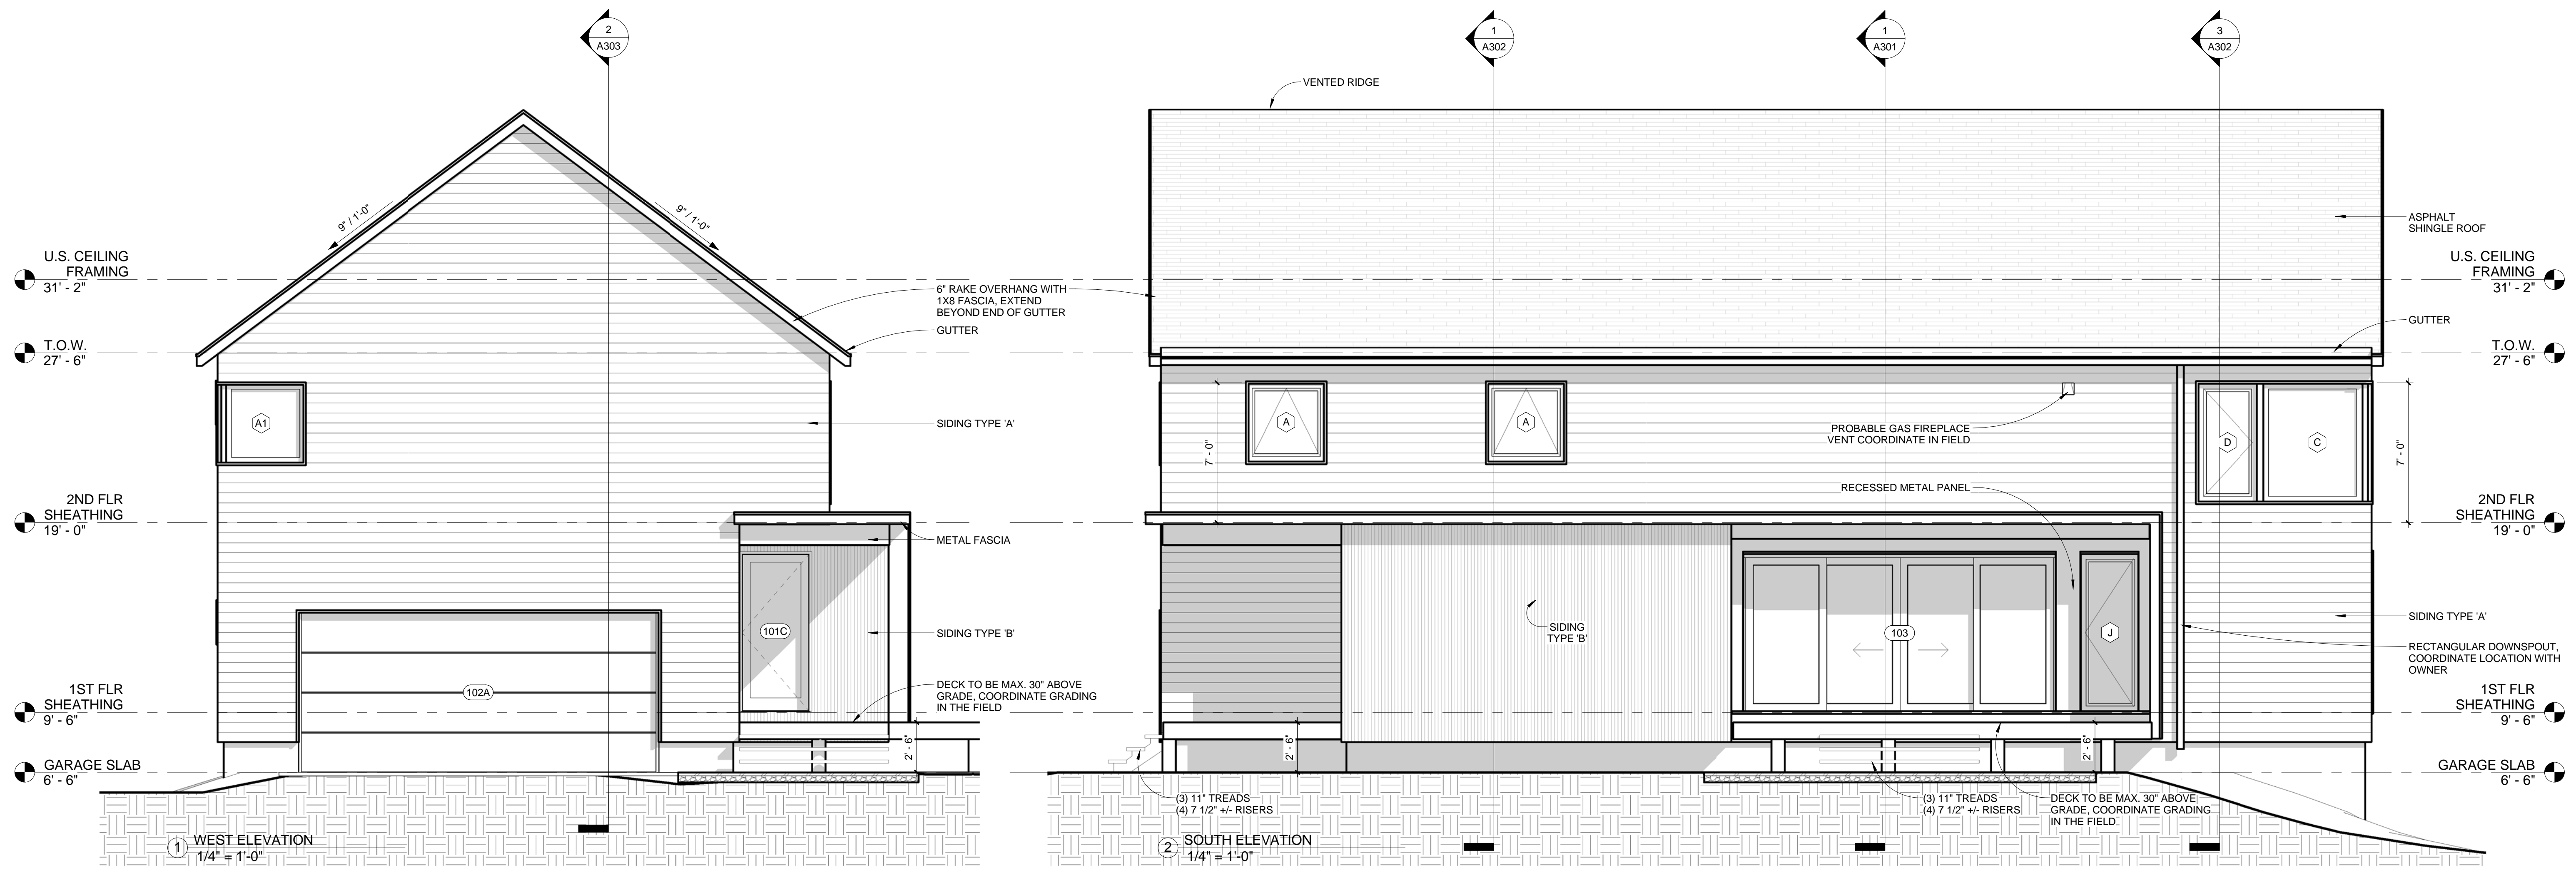 2
A303
1
A302
1
A301
3
A302
VENTED RIDGE
9" / 1'-0"
9" / 1'-0"
ASPHALT
SHINGLE ROOF
U.S. CEILING
FRAMING
31' - 2"
U.S. CEILING
FRAMING
31' - 2"
6" RAKE OVERHANG WITH
1X8 FASCIA, EXTEND
BEYOND END OF GUTTER
GUTTER
GUTTER
T.O.W.
27' - 6"
T.O.W.
27' - 6"
A1
SIDING TYPE 'A'
A
A
PROBABLE GAS FIREPLACE
VENT COORDINATE IN FIELD
D
C
7' - 0"
7' - 0"
RECESSED METAL PANEL
2ND FLR
SHEATHING
19' - 0"
2ND FLR
SHEATHING
19' - 0"
METAL FASCIA
101C
SIDING TYPE 'B'
SIDING
TYPE 'B'
103
J
SIDING TYPE 'A'
RECTANGULAR DOWNSPOUT,
COORDINATE LOCATION WITH
OWNER
102A
1ST FLR
SHEATHING
9' - 6"
DECK TO BE MAX. 30" ABOVE
GRADE, COORDINATE GRADING
IN THE FIELD
1ST FLR
SHEATHING
9' - 6"
2' - 6"
2' - 6"
2' - 6"
GARAGE SLAB
6' - 6"
GARAGE SLAB
6' - 6"
(3) 11" TREADS
(4) 7 1/2" +/- RISERS
(3) 11" TREADS
(4) 7 1/2" +/- RISERS
DECK TO BE MAX. 30" ABOVE
GRADE, COORDINATE GRADING
IN THE FIELD
1
WEST ELEVATION
1/4" = 1'-0"
2
SOUTH ELEVATION
1/4" = 1'-0"